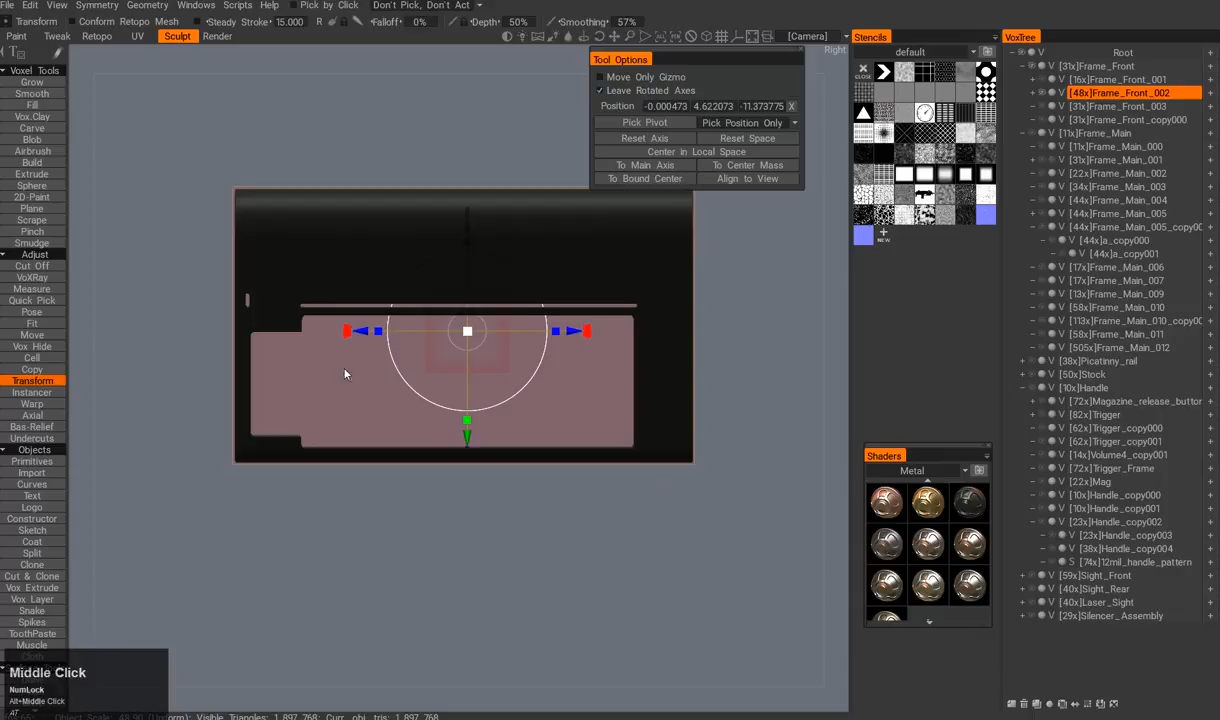 File Edit View Symmetry Geometry Windows Scripts Help Pick by Click Don't Pick, Don't Act
Transform Conform Retopo Mesh Steady Stroke: 15.000 R Falloff: 0% Depth: 50% Smoothing: 57%
Paint Tweak Retopo UV Sculpt Render [Camera]
Right
Voxel Tools
Grow
Smooth
Fill
Vox.Clay
Carve
Blob
Airbrush
Build
Extrude
Sphere
2D-Paint
Plane
Scrape
Pinch
Smudge
Adjust
Cut Off
VoXRay
Measure
Quick Pick
Pose
Fit
Move
Vox Hide
Cell
Copy
Transform
Instancer
Warp
Axial
Bas-Relief
Undercuts
Objects
Primitives
Import
Curves
Text
Logo
Constructor
Sketch
Coat
Split
Clone
Cut & Clone
Vox Extrude
Vox Layer
Snake
Spikes
ToothPaste
Muscle
Middle Click
NumLock
Alt+Middle Click
Tool Options
Move Only Gizmo
Leave Rotated Axes
Position -0.000473 4.622073 -11.373775 X
Pick Pivot Pick Position Only
Reset Axis Reset Space
Center in Local Space
To Main Axis To Center Mass
To Bound Center Align to View
Stencils
default
CLOSE
NEW
Shaders
Metal
VoxTree
V Root
V [31x]Frame_Front
V [16x]Frame_Front_001
V [48x]Frame_Front_002
V [31x]Frame_Front_003
V [31x]Frame_Front_copy000
V [11x]Frame_Main
V [11x]Frame_Main_000
V [31x]Frame_Main_001
V [22x]Frame_Main_002
V [34x]Frame_Main_003
V [44x]Frame_Main_004
V [44x]Frame_Main_005
V [44x]Frame_Main_005_copy00
V [44x]a_copy000
V [44x]a_copy001
V [17x]Frame_Main_006
V [17x]Frame_Main_007
V [13x]Frame_Main_009
V [58x]Frame_Main_010
V [113x]Frame_Main_010_copy00
V [58x]Frame_Main_011
V [505x]Frame_Main_012
V [38x]Picatinny_rail
V [50x]Stock
V [10x]Handle
V [72x]Magazine_release_button
V [82x]Trigger
V [62x]Trigger_copy000
V [62x]Trigger_copy001
V [14x]Volume4_copy001
V [72x]Trigger_Frame
V [22x]Mag
V [10x]Handle_copy000
V [10x]Handle_copy001
V [23x]Handle_copy002
V [23x]Handle_copy003
V [38x]Handle_copy004
S [74x]12mil_handle_pattern
V [59x]Sight_Front
V [40x]Sight_Rear
V [40x]Laser_Sight
V [29x]Silencer_Assembly